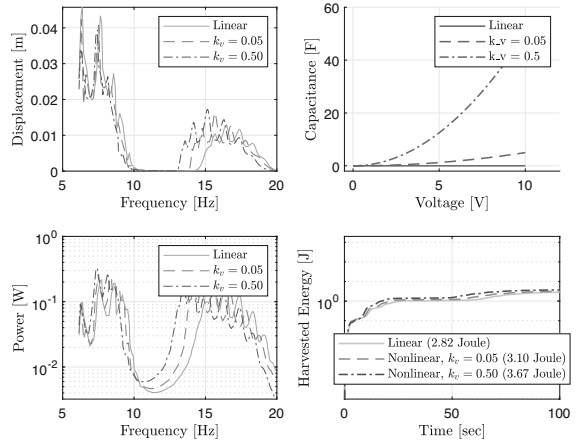 0.04
0.03
0.02
0.01
0
5
10
15
20
Displacement [m]
Frequency [Hz]
Linear
k_v = 0.05
k_v = 0.50
60
40
20
0
0
5
10
Capacitance [F]
Voltage [V]
Linear
k_v = 0.05
k_v = 0.5
10^0
10^-1
10^-2
5
10
15
20
Power [W]
Frequency [Hz]
Linear
k_v = 0.05
k_v = 0.50
10^0
0
50
100
Harvested Energy [J]
Time [sec]
Linear (2.82 Joule)
Nonlinear, k_v = 0.05 (3.10 Joule)
Nonlinear, k_v = 0.50 (3.67 Joule)